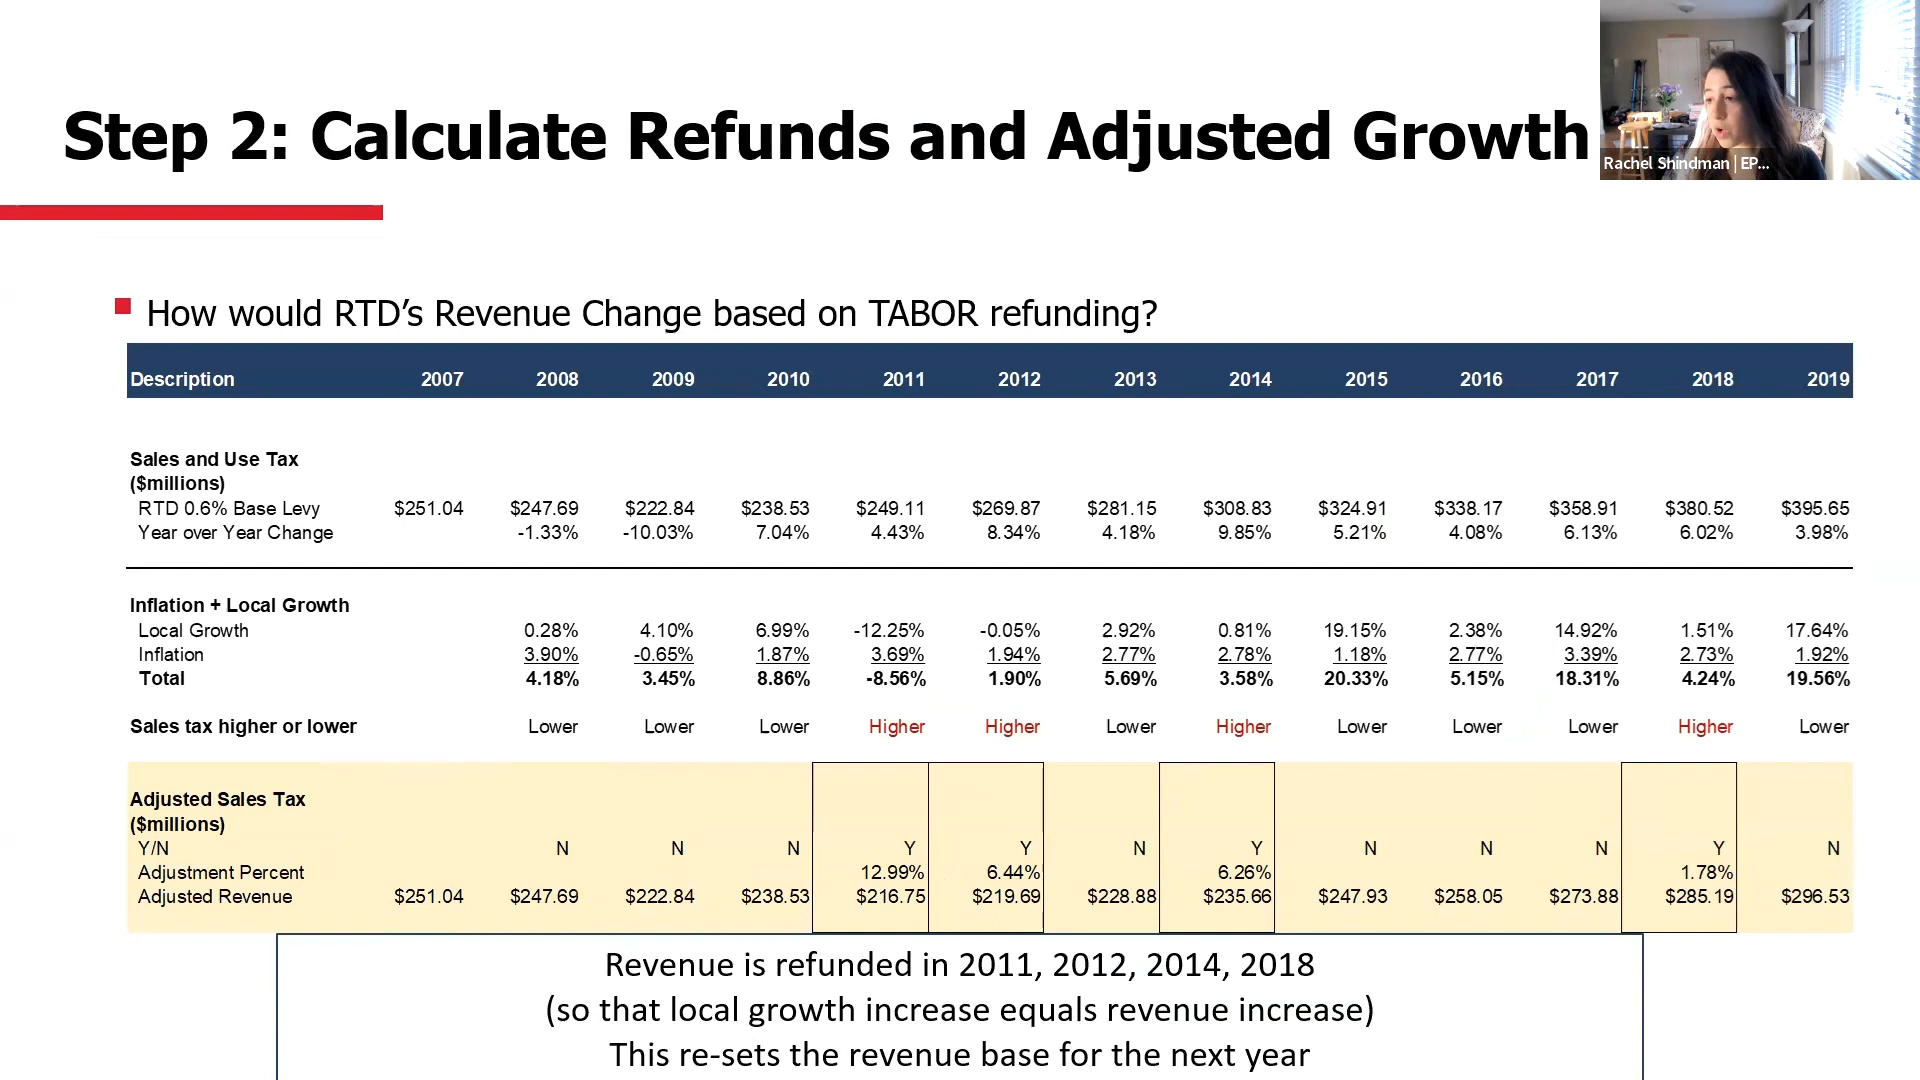 Step 2: Calculate Refunds and Adjusted Growth
Rachel Shindman | EP...
How would RTD’s Revenue Change based on TABOR refunding?
Description 2007 2008 2009 2010 2011 2012 2013 2014 2015 2016 2017 2018 2019
Sales and Use Tax
($millions)
RTD 0.6% Base Levy $251.04 $247.69 $222.84 $238.53 $249.11 $269.87 $281.15 $308.83 $324.91 $338.17 $358.91 $380.52 $395.65
Year over Year Change -1.33% -10.03% 7.04% 4.43% 8.34% 4.18% 9.85% 5.21% 4.08% 6.13% 6.02% 3.98%
Inflation + Local Growth
Local Growth 0.28% 4.10% 6.99% -12.25% -0.05% 2.92% 0.81% 19.15% 2.38% 14.92% 1.51% 17.64%
Inflation 3.90% -0.65% 1.87% 3.69% 1.94% 2.77% 2.78% 1.18% 2.77% 3.39% 2.73% 1.92%
Total 4.18% 3.45% 8.86% -8.56% 1.90% 5.69% 3.58% 20.33% 5.15% 18.31% 4.24% 19.56%
Sales tax higher or lower Lower Lower Lower Higher Higher Lower Higher Lower Lower Lower Higher Lower
Adjusted Sales Tax
($millions)
Y/N N N N Y Y N Y N N N Y N
Adjustment Percent 12.99% 6.44% 6.26% 1.78%
Adjusted Revenue $251.04 $247.69 $222.84 $238.53 $216.75 $219.69 $228.88 $235.66 $247.93 $258.05 $273.88 $285.19 $296.53
Revenue is refunded in 2011, 2012, 2014, 2018
(so that local growth increase equals revenue increase)
This re-sets the revenue base for the next year